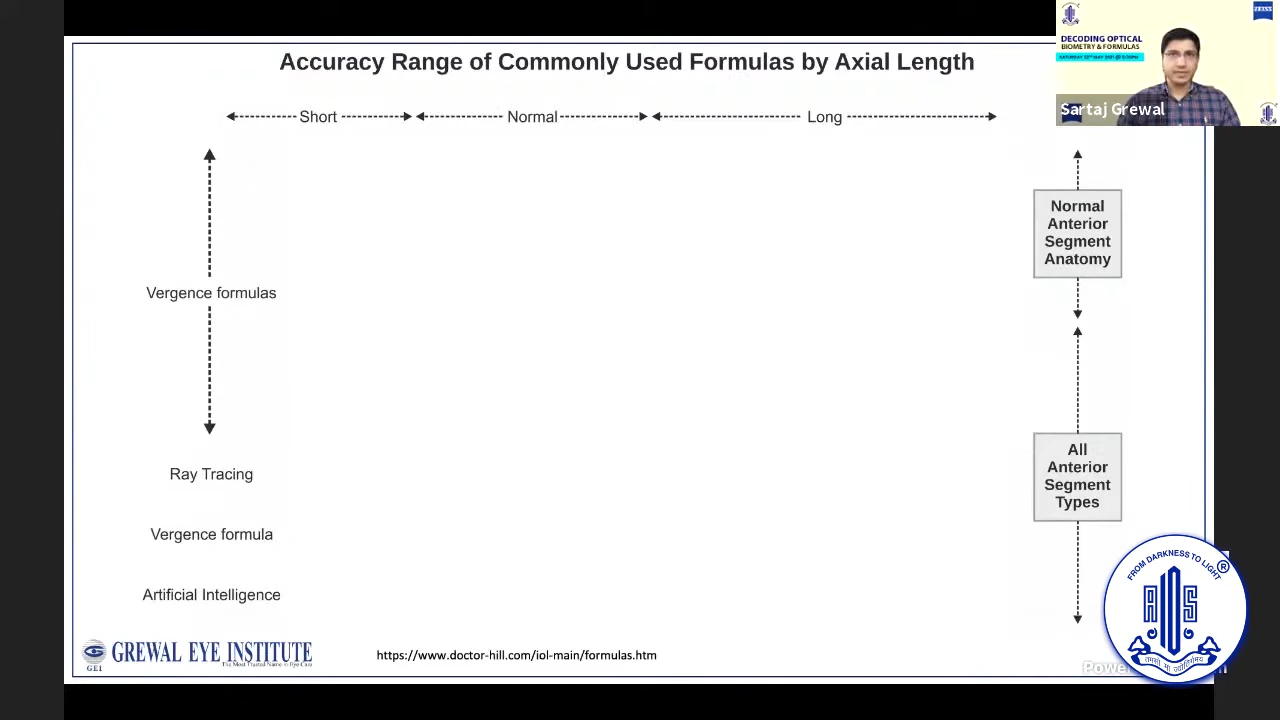 DECODING OPTICAL
BIOMETRY & FORMULAS
ZEISS
Sartaj Grewal
Accuracy Range of Commonly Used Formulas by Axial Length
Short Normal Long
Normal
Anterior
Segment
Anatomy
Vergence formulas
All
Anterior
Segment
Types
Ray Tracing
Vergence formula
Artificial Intelligence
FROM DARKNESS TO LIGHT
®
GREWAL EYE INSTITUTE
The Most Trusted Name in Eye Care
GEI
https://www.doctor-hill.com/iol-main/formulas.htm